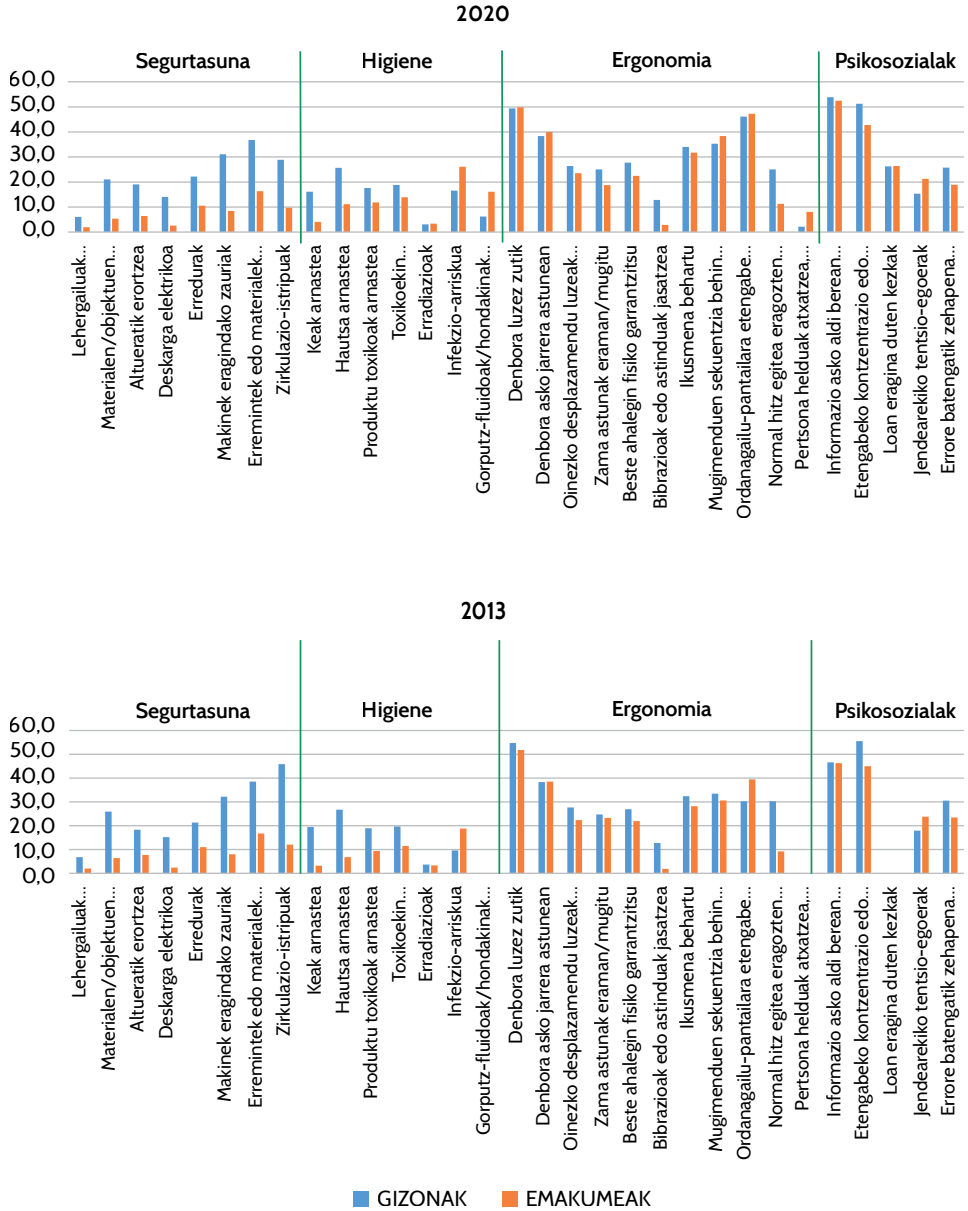 2020
Segurtasuna
Higiene
Ergonomia
Psikosozialak
60,0
50,0
40,0
30,0
20,0
10,0
0,0
Lehergailuak...
Materialen/objektuen...
Altueratik erortzea
Deskarga elektrikoa
Erredurak
Makinek eragindako zauriak
Erremintek edo materialek...
Zirkulazio-istripuak
Keak arnastea
Hautsa arnastea
Produktu toxikoak arnastea
Toxikoekin...
Erradiazioak
Infekzio-arriskua
Gorputz-fluidoak/hondakinak...
Denbora luzez zutik
Denbora asko jarrera astunean
Oinezko desplazamendu luzeak...
Zama astunak eraman/mugitu
Beste ahalegin fisiko garrantzitsu
Bibrazioak edo astinduak jasatzea
Ikusmena behartu
Mugimenduen sekuentzia behin...
Ordanagailu-pantailara etengabe...
Normal hitz egitea eragozten...
Pertsona helduak atxatzea,...
Informazio asko aldi berean...
Etengabeko kontzentrazio edo...
Loan eragina duten kezkak
Jendearekiko tentsio-egoerak
Errore batengatik zehapena...
2013
Segurtasuna
Higiene
Ergonomia
Psikosozialak
60,0
50,0
40,0
30,0
20,0
10,0
0,0
Lehergailuak...
Materialen/objektuen...
Altueratik erortzea
Deskarga elektrikoa
Erredurak
Makinek eragindako zauriak
Erremintek edo materialek...
Zirkulazio-istripuak
Keak arnastea
Hautsa arnastea
Produktu toxikoak arnastea
Toxikoekin...
Erradiazioak
Infekzio-arriskua
Gorputz-fluidoak/hondakinak...
Denbora luzez zutik
Denbora asko jarrera astunean
Oinezko desplazamendu luzeak...
Zama astunak eraman/mugitu
Beste ahalegin fisiko garrantzitsu
Bibrazioak edo astinduak jasatzea
Ikusmena behartu
Mugimenduen sekuentzia behin...
Ordanagailu-pantailara etengabe...
Normal hitz egitea eragozten...
Pertsona helduak atxatzea,...
Informazio asko aldi berean...
Etengabeko kontzentrazio edo...
Loan eragina duten kezkak
Jendearekiko tentsio-egoerak
Errore batengatik zehapena...
GIZONAK
EMAKUMEAK